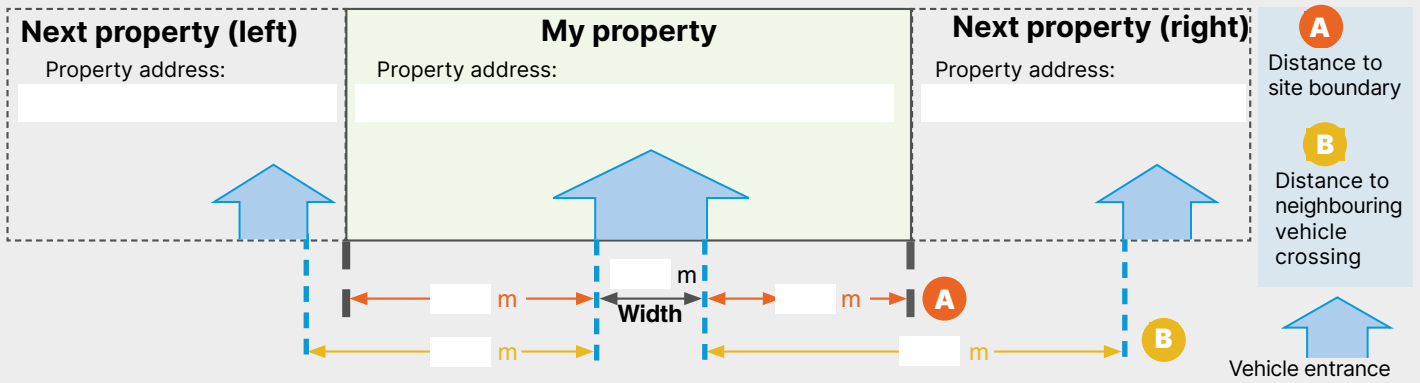 Next property (left)
My property
Next property (right)
Property address:
Property address:
Property address:
A
Distance to
site boundary
B
Distance to
neighbouring
vehicle
crossing
m
m
m
A
Width
m
m
B
Vehicle entrance